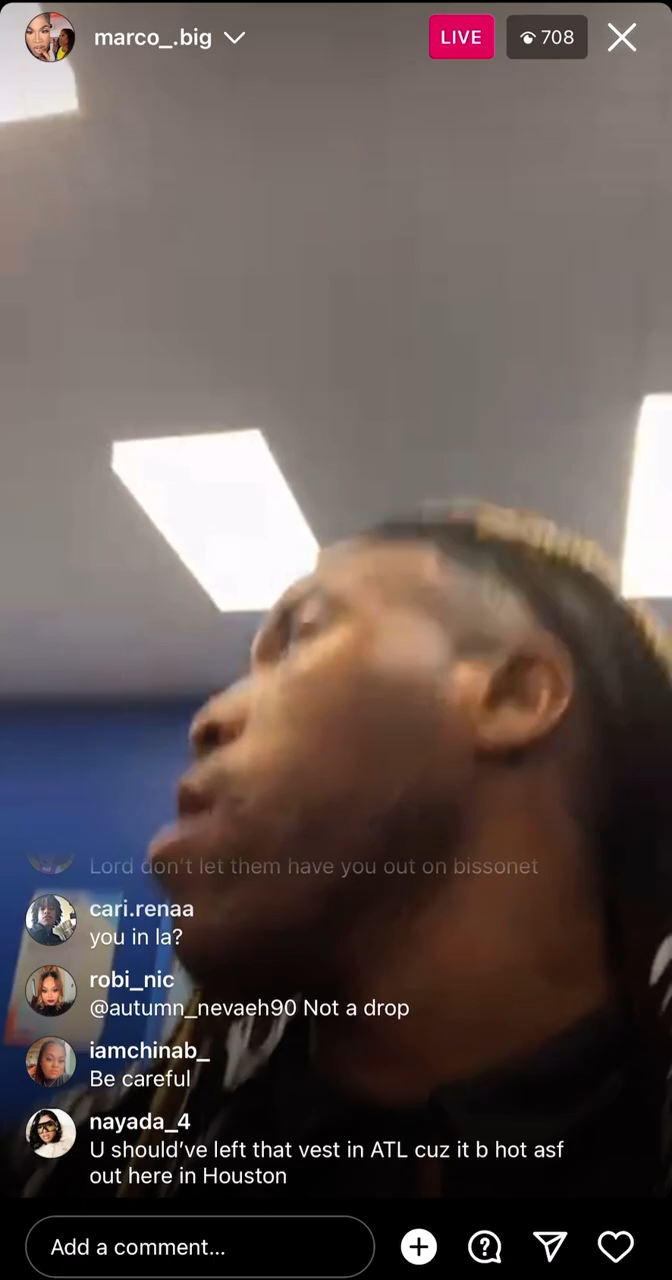 marco_.big
LIVE
708
Lord don't let them have you out on bissonet
cari.renaa
you in la?
robi_nic
@autumn_nevaeh90 Not a drop
iamchinab_
Be careful
nayada_4
U should've left that vest in ATL cuz it b hot asf
out here in Houston
Add a comment...